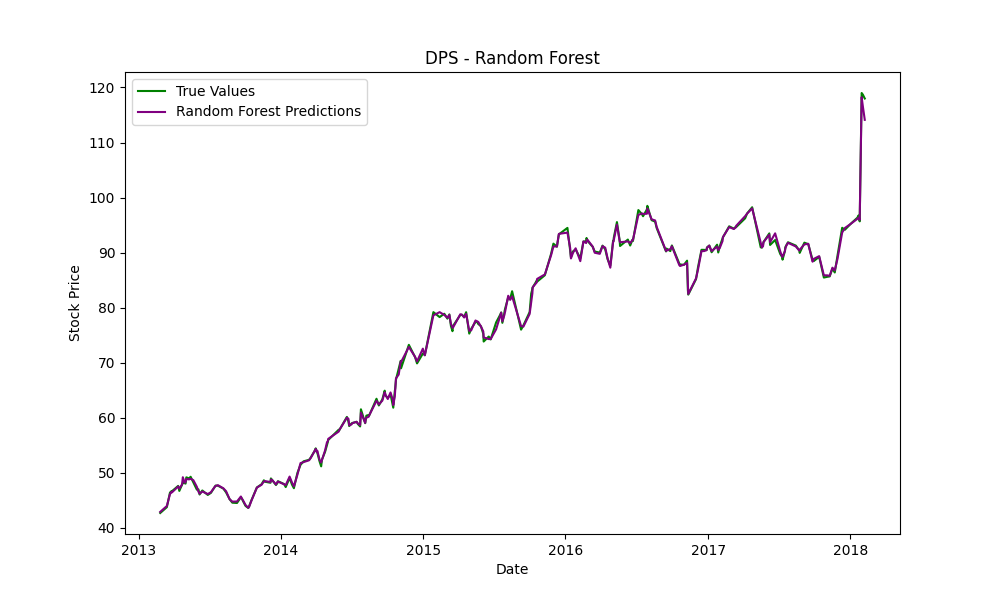 DPS - Random Forest
True Values
Random Forest Predictions
120
110
100
90
80
70
60
50
40
Stock Price
2013 2014 2015 2016 2017 2018
Date